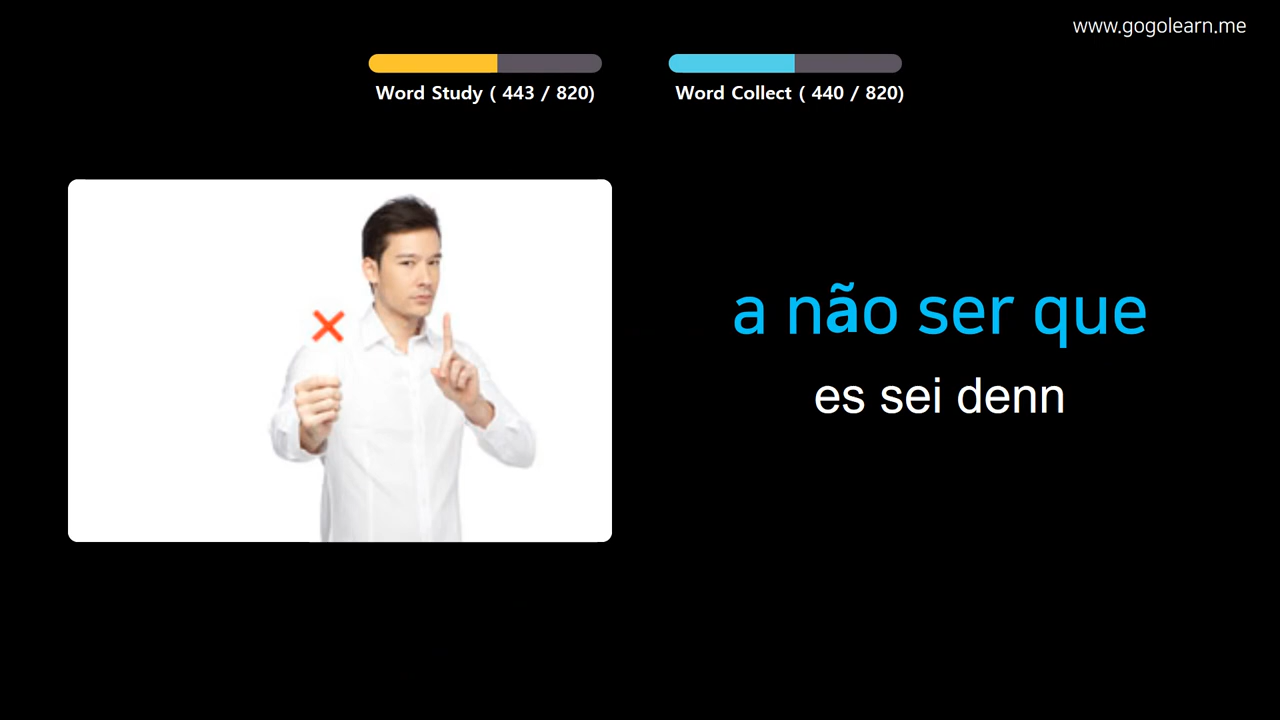 www.gogolearn.me
Word Study ( 443 / 820)
Word Collect ( 440 / 820)
a não ser que
es sei denn